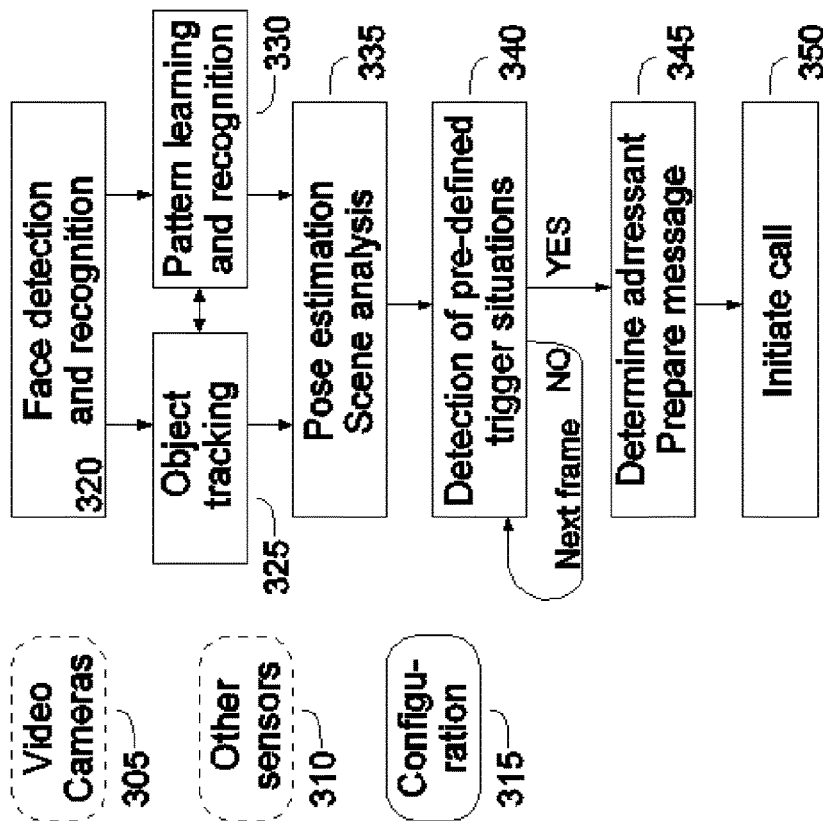 Video
Cameras
305
Other
sensors
310
Configu-
ration
315
Face detection
and recognition
320
Object
tracking
325
Pattern learning
and recognition
330
Pose estimation
Scene analysis
335
Detection of pre-defined
trigger situations
340
Next frame
NO
YES
Determine adrressant
Prepare message
345
Initiate call
350